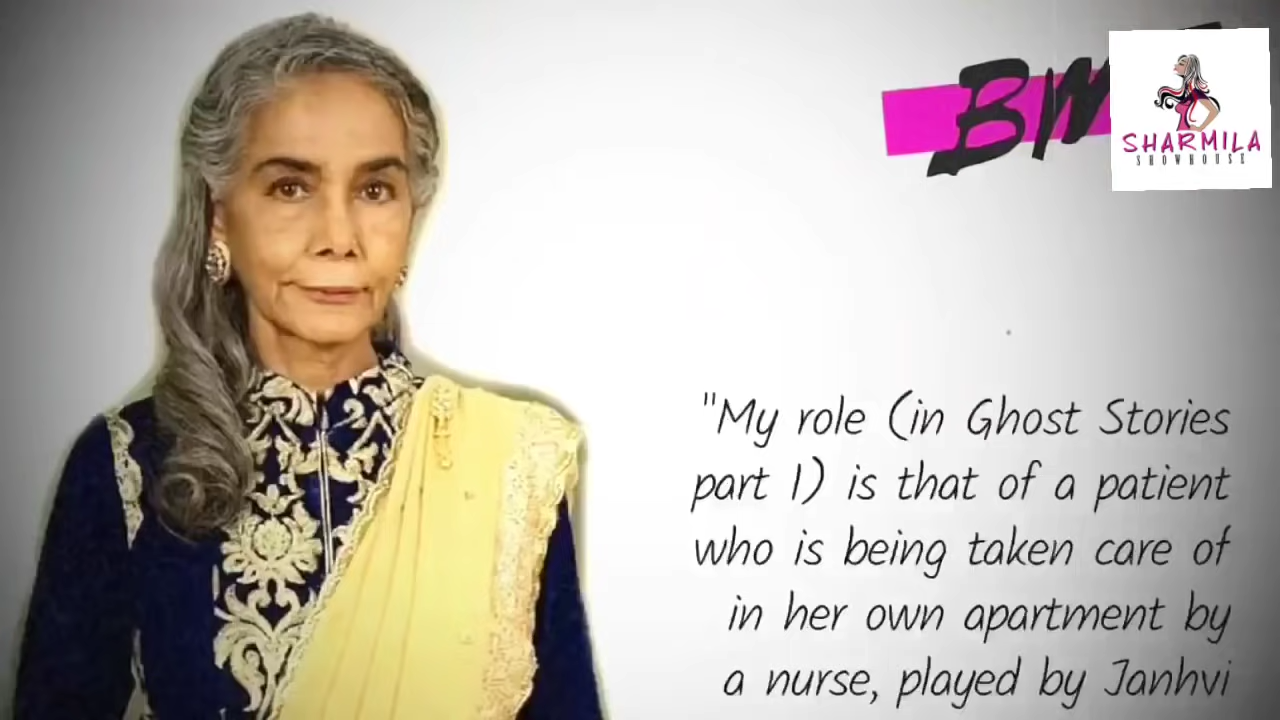 SHARMILA
SHOWHOUSE
"My role (in Ghost Stories
part 1) is that of a patient
who is being taken care of
in her own apartment by
a nurse, played by Janhvi